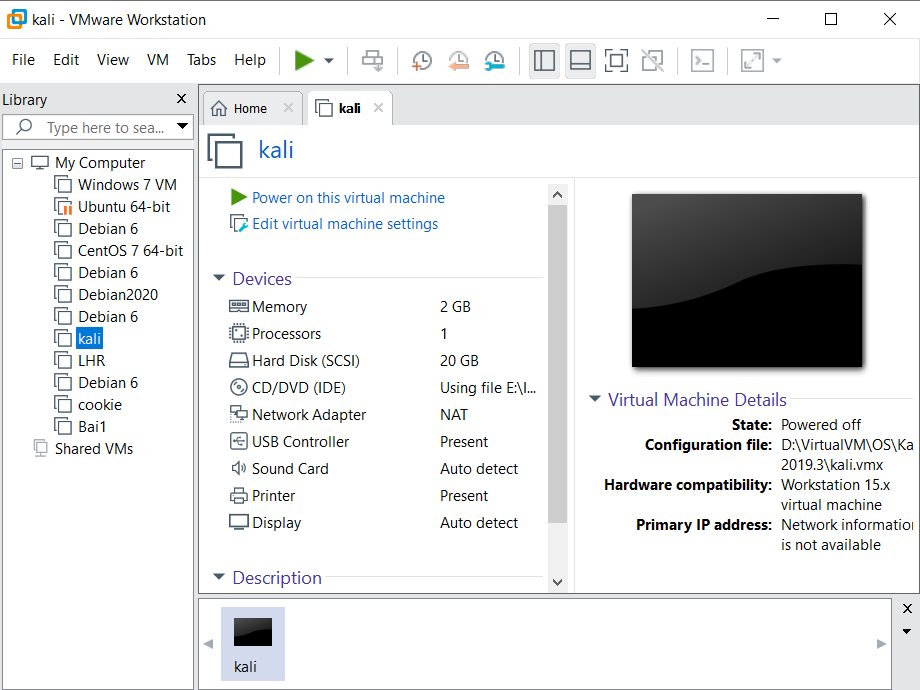 kali - VMware Workstation
File Edit View VM Tabs Help
Library
Type here to sea...
My Computer
Windows 7 VM
Ubuntu 64-bit
Debian 6
CentOS 7 64-bit
Debian 6
Debian2020
Debian 6
kali
LHR
Debian 6
cookie
Bai1
Shared VMs
Home
kali
kali
Power on this virtual machine
Edit virtual machine settings
Devices
Memory 2 GB
Processors 1
Hard Disk (SCSI) 20 GB
CD/DVD (IDE) Using file E:\I...
Network Adapter NAT
USB Controller Present
Sound Card Auto detect
Printer Present
Display Auto detect
Description
Virtual Machine Details
State: Powered off
Configuration file: D:\VirtualVM\OS\Ka
2019.3\kali.vmx
Hardware compatibility: Workstation 15.x
virtual machine
Primary IP address: Network information
is not available
kali